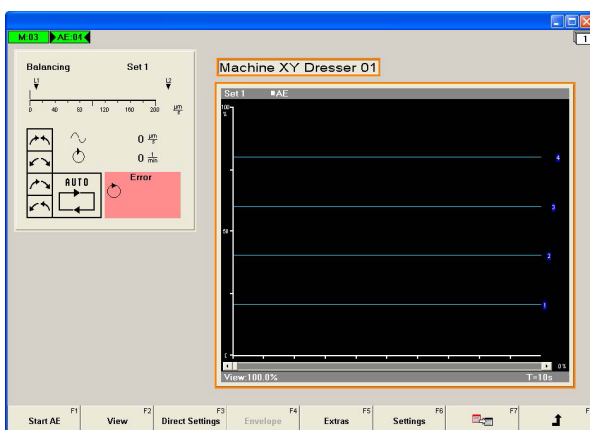 M:03 AE:04
1
Balancing Set 1
L1 L2
0 40 80 120 160 200 µm/s
0 µm/s
0 1/min
AUTO
Error
Machine XY Dresser 01
Set 1 AE
100
%
4
3
50
2
1
0
0%
View:100.0% T=10s
F1 F2 F3 F4 F5 F6 F7 F
Start AE View Direct Settings Envelope Extras Settings